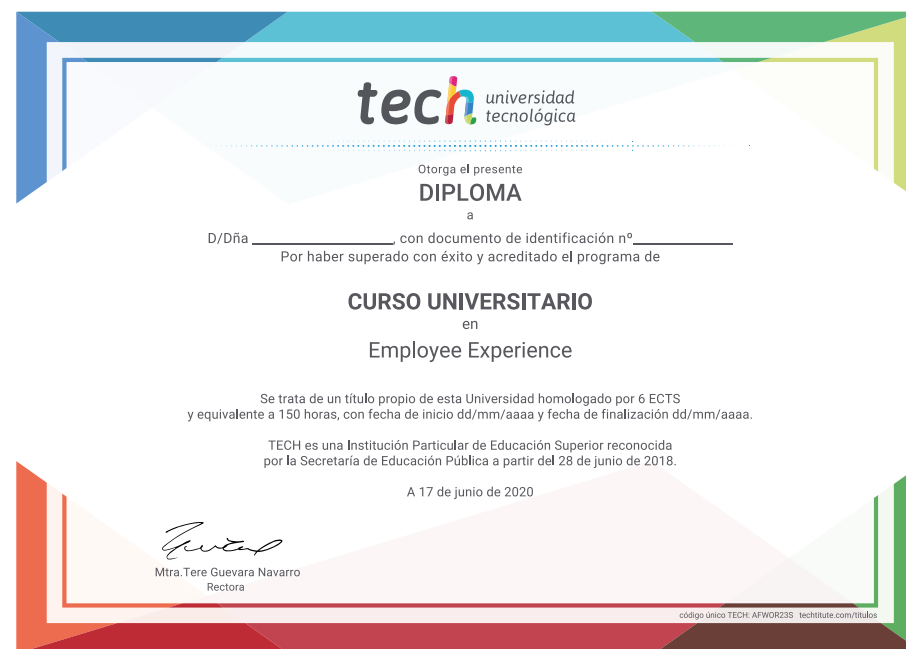 tech universidad
tecnológica
Otorga el presente
DIPLOMA
a
D/Dña ____________________, con documento de identificación nº______________
Por haber superado con éxito y acreditado el programa de
CURSO UNIVERSITARIO
en
Employee Experience
Se trata de un título propio de esta Universidad homologado por 6 ECTS
y equivalente a 150 horas, con fecha de inicio dd/mm/aaaa y fecha de finalización dd/mm/aaaa.
TECH es una Institución Particular de Educación Superior reconocida
por la Secretaría de Educación Pública a partir del 28 de junio de 2018.
A 17 de junio de 2020
Mtra.Tere Guevara Navarro
Rectora
código único TECH: AFWOR23S techtitute.com/titulos